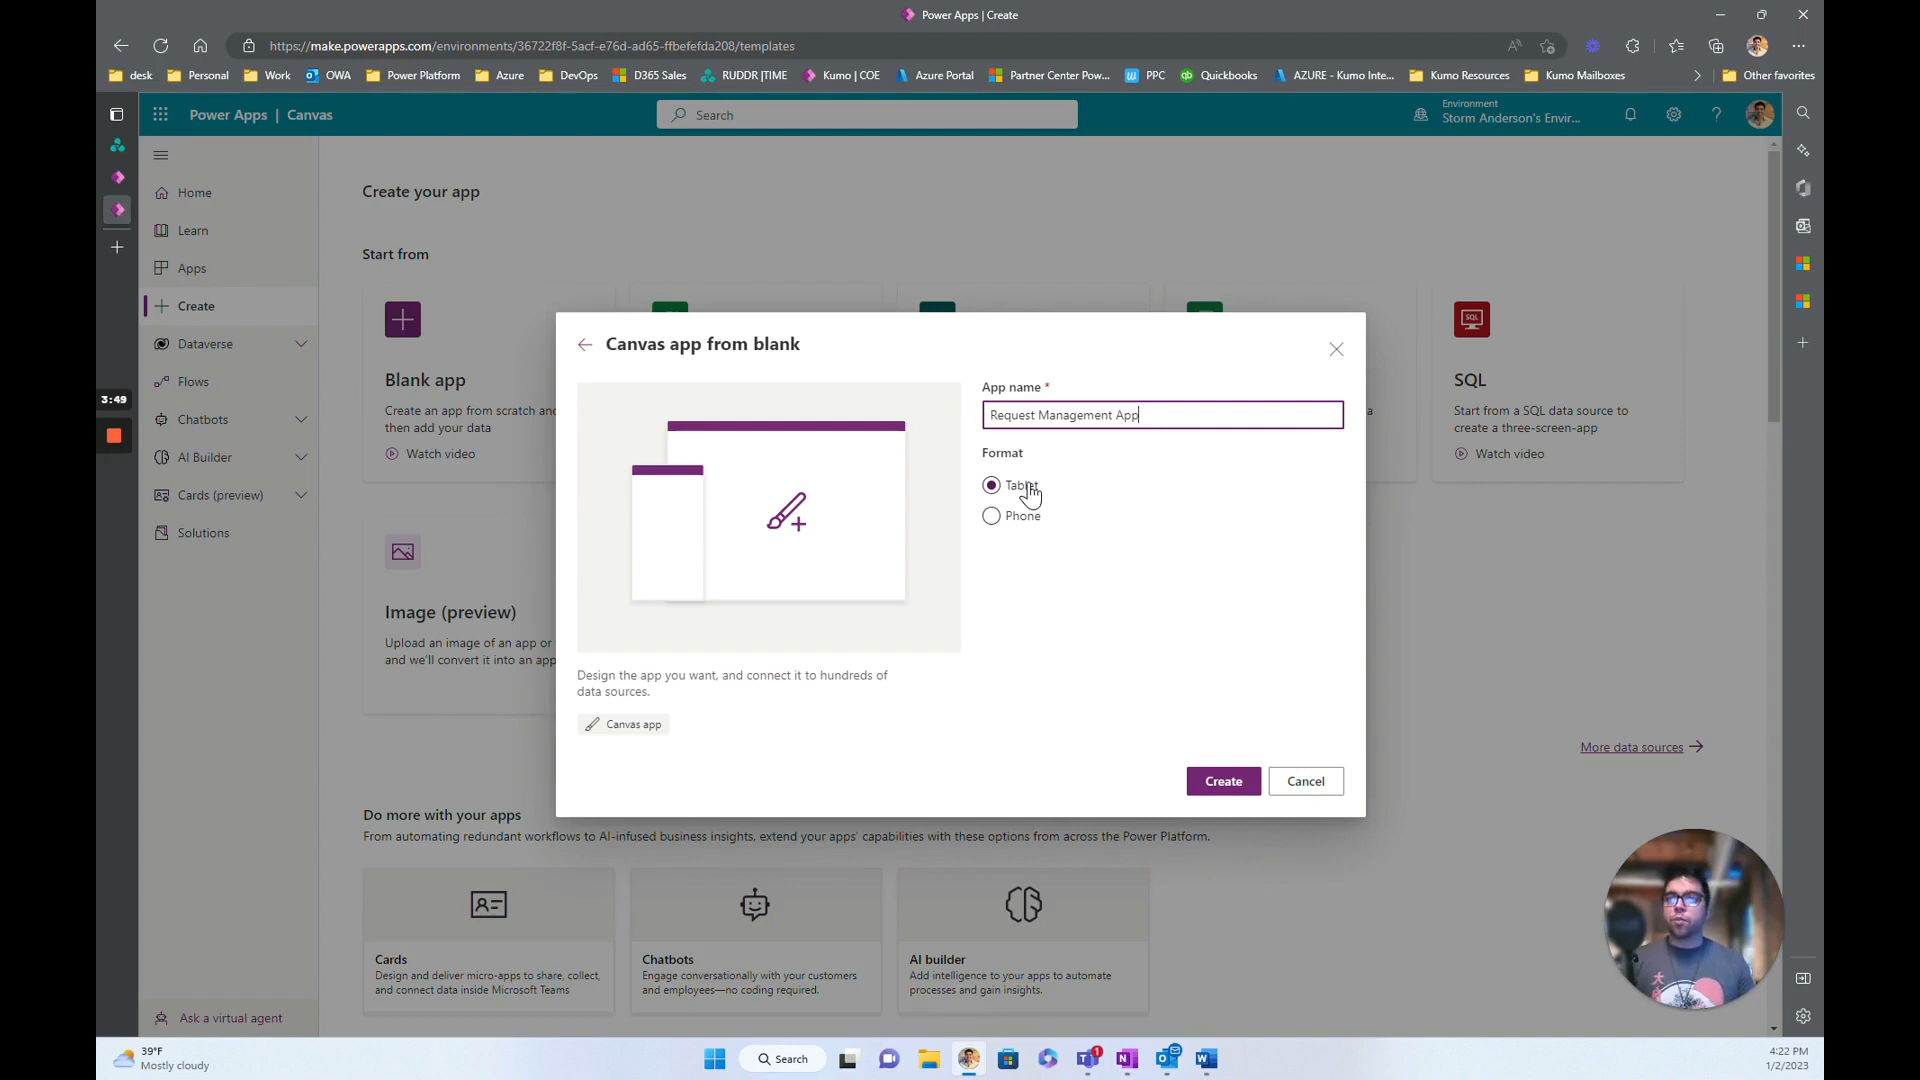 Power Apps | Create
https://make.powerapps.com/environments/36722f8f-5acf-e76d-ad65-ffbefefda208/templates
desk
Personal
Work
OWA
Power Platform
Azure
DevOps
D365 Sales
RUDDR |TIME
Kumo | COE
Azure Portal
Partner Center Pow...
PPC
Quickbooks
AZURE - Kumo Inte...
Kumo Resources
Kumo Mailboxes
Other favorites
Power Apps | Canvas
Search
Environment
Storm Anderson's Envir...
Home
Learn
Apps
Create
Dataverse
Flows
Chatbots
AI Builder
Cards (preview)
Solutions
Ask a virtual agent
3:49
Create your app
Start from
Blank app
Create an app from scratch and
then add your data
Watch video
SQL
SQL
Start from a SQL data source to
create a three-screen-app
Watch video
Image (preview)
Upload an image of an app or
and we'll convert it into an app
Canvas app from blank
App name *
Request Management App
Format
Tablet
Phone
Design the app you want, and connect it to hundreds of
data sources.
Canvas app
Create
Cancel
More data sources
Do more with your apps
From automating redundant workflows to AI-infused business insights, extend your apps' capabilities with these options from across the Power Platform.
Cards
Design and deliver micro-apps to share, collect,
and connect data inside Microsoft Teams
Chatbots
Engage conversationally with your customers
and employees—no coding required.
AI builder
Add intelligence to your apps to automate
processes and gain insights.
39°F
Mostly cloudy
Search
1
4:22 PM
1/2/2023